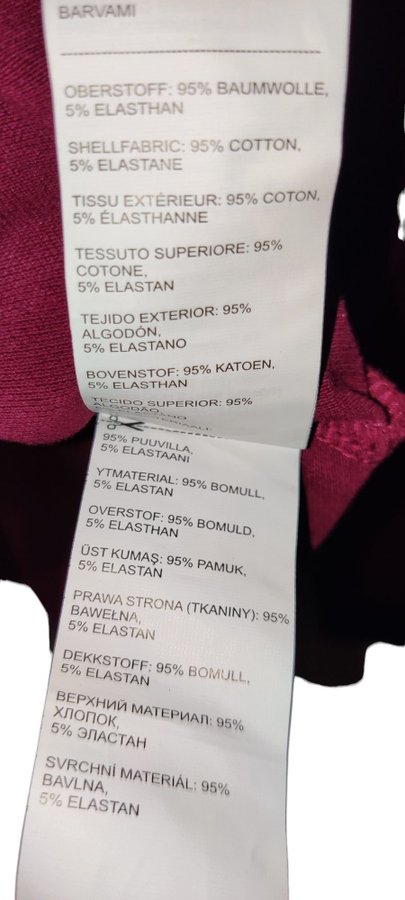 BARVAMI
OBERSTOFF: 95% BAUMWOLLE,
5% ELASTHAN
SHELLFABRIC: 95% COTTON,
5% ELASTANE
TISSU EXTÉRIEUR: 95% COTON,
5% ÉLASTHANNE
TESSUTO SUPERIORE: 95%
COTONE,
5% ELASTAN
TEJIDO EXTERIOR: 95%
ALGODÓN,
5% ELASTANO
BOVENSTOF: 95% KATOEN,
5% ELASTHAN
TECIDO SUPERIOR: 95%
ALGODÃO
95% PUUVILLA,
5% ELASTAANI
YTMATERIAL: 95% BOMULL,
5% ELASTAN
OVERSTOF: 95% BOMULD,
5% ELASTHAN
ÜST KUMAŞ: 95% PAMUK,
5% ELASTAN
PRAWA STRONA (TKANINY): 95%
BAWEŁNA,
5% ELASTAN
DEKKSTOFF: 95% BOMULL,
5% ELASTAN
ВЕРХНИЙ МАТЕРИАЛ: 95%
ХЛОПОК,
5% ЭЛАСТАН
SVRCHNÍ MATERIÁL: 95%
BAVLNA,
5% ELASTAN